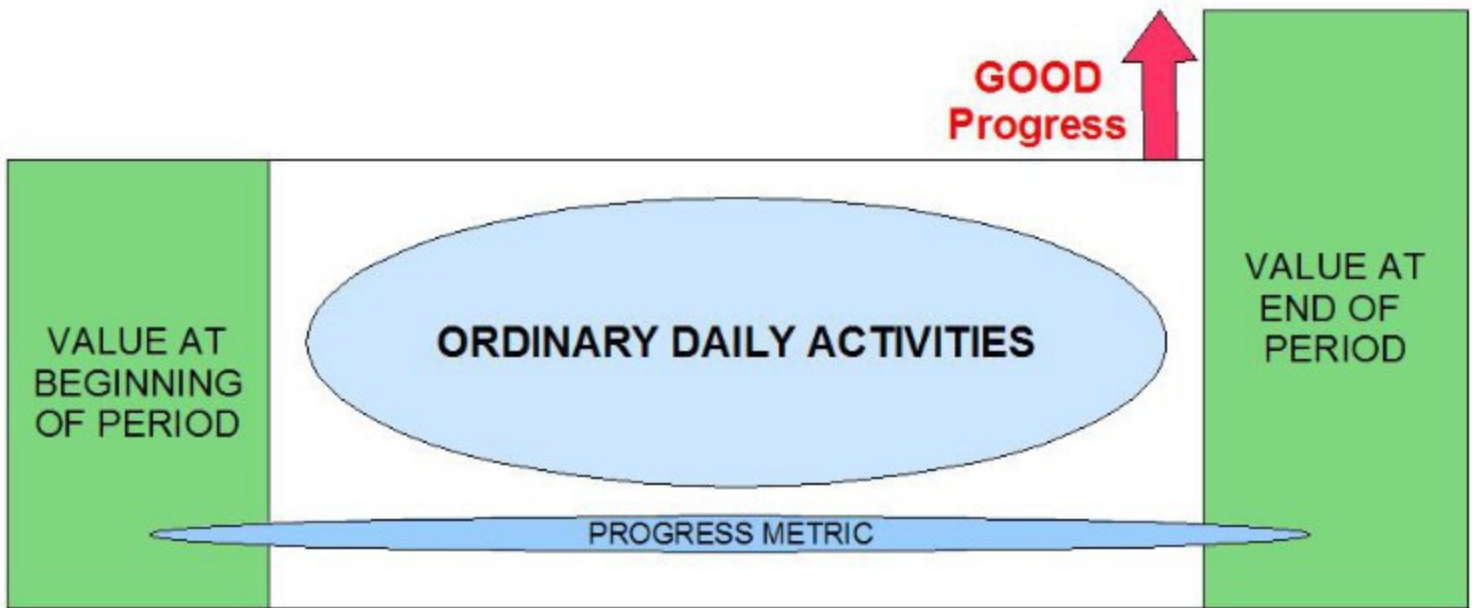 GOOD
Progress
VALUE AT
BEGINNING
OF PERIOD
ORDINARY DAILY ACTIVITIES
VALUE AT
END OF
PERIOD
PROGRESS METRIC